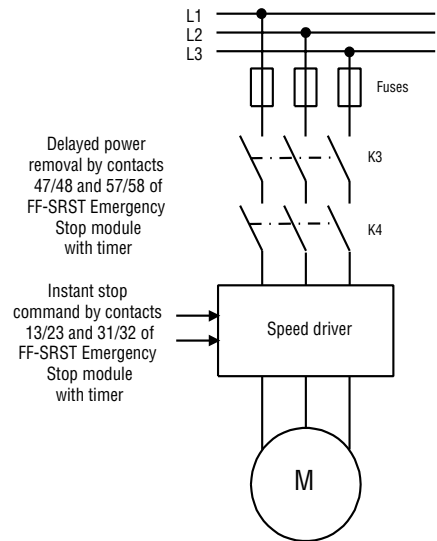 L1
L2
L3
Fuses
Delayed power
removal by contacts
47/48 and 57/58 of
FF-SRST Emergency
Stop module
with timer
K3
K4
Instant stop
command by contacts
13/23 and 31/32 of
FF-SRST Emergency
Stop module
with timer
Speed driver
M